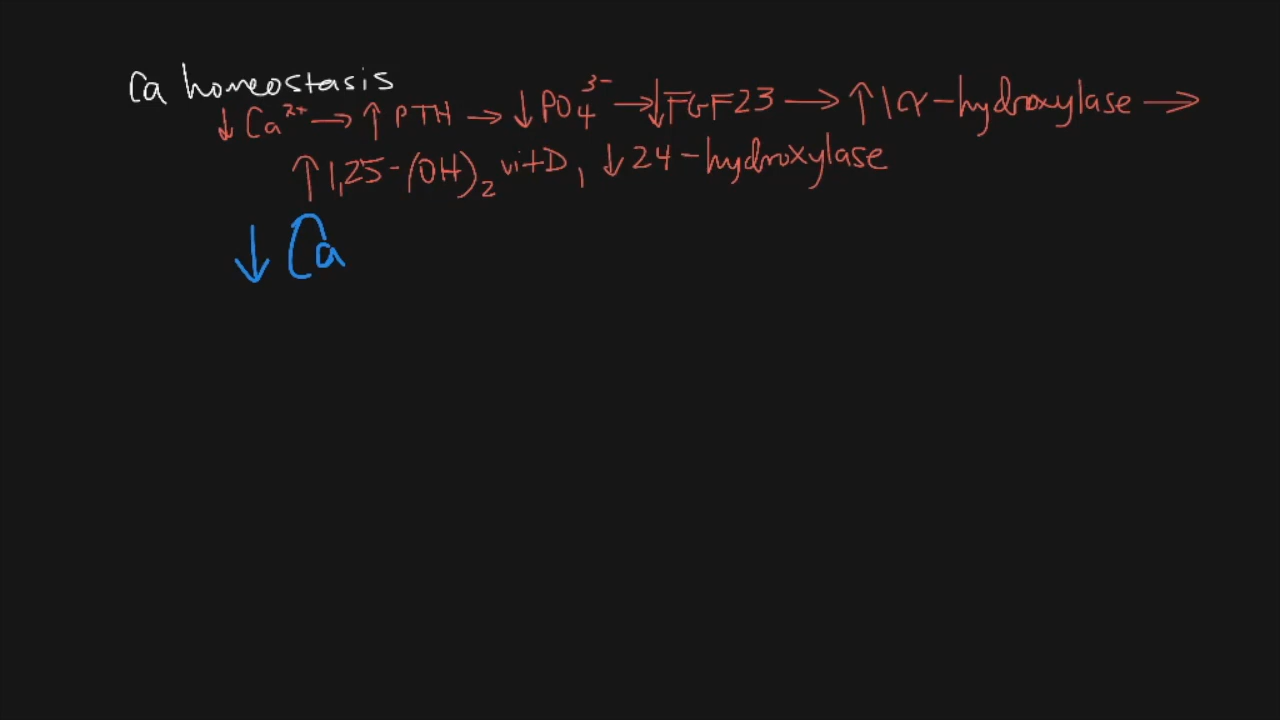 Ca homeostasis
↓ Ca²⁺ → ↑ PTH → ↓ PO₄³⁻ → ↓ FGF23 → ↑ 1α-hydroxylase →
↑ 1,25-(OH)₂ vitD, ↓ 24-hydroxylase
↓ Ca